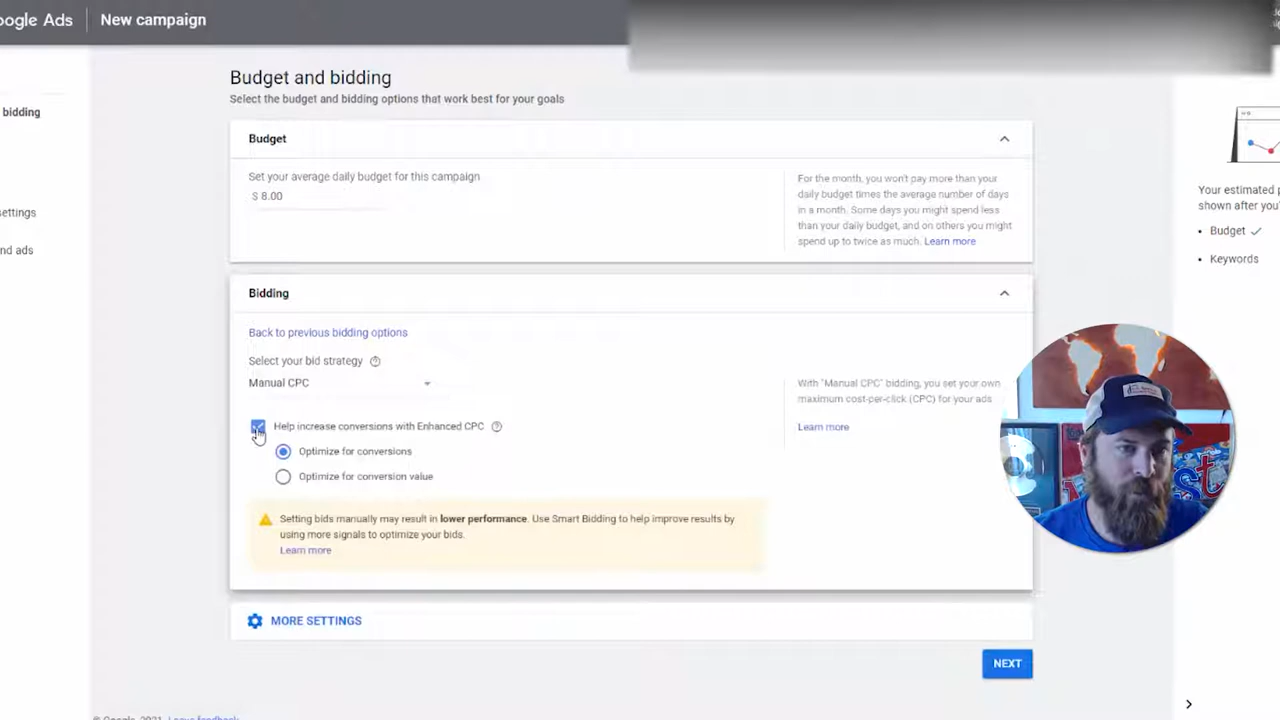 ogle Ads
New campaign
bidding
settings
nd ads
Budget and bidding
Select the budget and bidding options that work best for your goals
Budget
Set your average daily budget for this campaign
$ 8.00
For the month, you won't pay more than your
daily budget times the average number of days
in a month. Some days you might spend less
than your daily budget, and on others you might
spend up to twice as much. Learn more
Bidding
Back to previous bidding options
Select your bid strategy
Manual CPC
Help increase conversions with Enhanced CPC
Optimize for conversions
Optimize for conversion value
With "Manual CPC" bidding, you set your own
maximum cost-per-click (CPC) for your ads
Learn more
Setting bids manually may result in lower performance. Use Smart Bidding to help improve results by
using more signals to optimize your bids.
Learn more
MORE SETTINGS
NEXT
Your estimated p
shown after you'
Budget
Keywords
© Google, 2021. Leave feedback